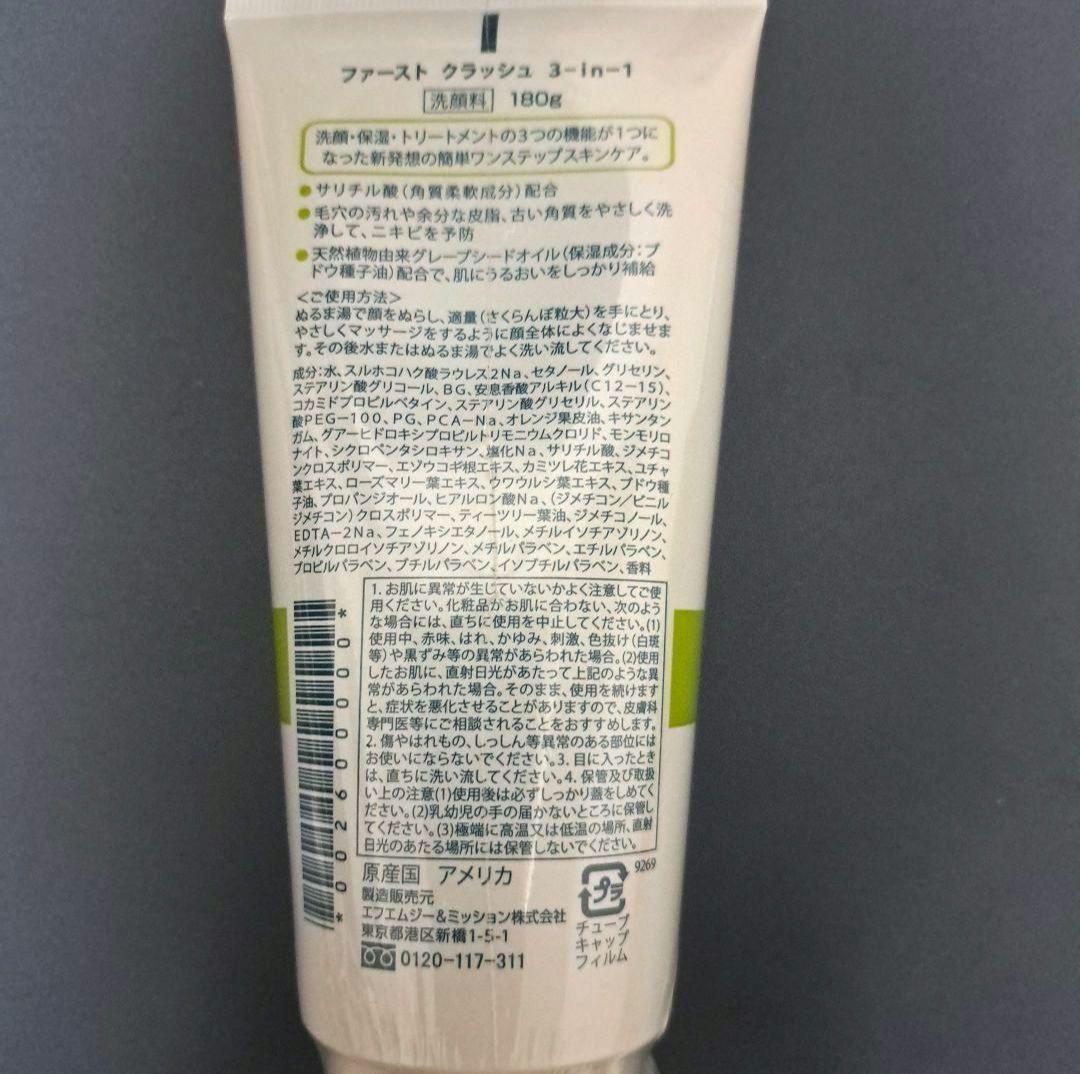 ファースト クラッシュ 3-in-1
洗顔料 180g
洗顔・保湿・トリートメントの3つの機能が1つに
なった新発想の簡単ワンステップスキンケア。
●サリチル酸(角質柔軟成分)配合
●毛穴の汚れや余分な皮脂、古い角質をやさしく洗
浄して、ニキビを予防
●天然植物由来グレープシードオイル(保湿成分:ブ
ドウ種子油)配合で、肌にうるおいをしっかり補給
<ご使用方法>
ぬるま湯で顔をぬらし、適量(さくらんぼ粒大)を手にとり、
やさしくマッサージをするように顔全体によくなじませま
す。その後水またはぬるま湯でよく洗い流してください。
成分:水、スルホコハク酸ラウレス2Na、セタノール、グリセリン、
ステアリン酸グリコール、BG、安息香酸アルキル(C12-15)、
コカミドプロピルベタイン、ステアリン酸グリセリル、ステアリン
酸PEG-100、PG、PCA-Na、オレンジ果皮油、キサンタン
ガム、グアーヒドロキシプロピルトリモニウムクロリド、モンモリロ
ナイト、シクロペンタシロキサン、塩化Na、サリチル酸、ジメチコ
ンクロスポリマー、エゾウコギ根エキス、カミツレ花エキス、ユチャ
葉エキス、ローズマリー葉エキス、ウワウルシ葉エキス、ブドウ種
子油、プロパンジオール、ヒアルロン酸Na、(ジメチコン/ビニル
ジメチコン)クロスポリマー、ティーツリー葉油、ジメチコノール、
EDTA-2Na、フェノキシエタノール、メチルイソチアゾリノン、
メチルクロロイソチアゾリノン、メチルパラベン、エチルパラベン、
プロピルパラベン、ブチルパラベン、イソブチルパラベン、香料
1. お肌に異常が生じていないかよく注意してご使
用ください。化粧品がお肌に合わない、次のよう
な場合には、直ちに使用を中止してください。(1)
使用中、赤味、はれ、かゆみ、刺激、色抜け(白斑
等)や黒ずみ等の異常があらわれた場合。(2)使用
したお肌に、直射日光があたって上記のような異
常があらわれた場合。そのまま、使用を続けます
と、症状を悪化させることがありますので、皮膚科
専門医等にご相談されることをおすすめします。
2. 傷やはれもの、しっしん等異常のある部位には
お使いにならないでください。3. 目に入ったとき
は、直ちに洗い流してください。4. 保管及び取扱
い上の注意(1)使用後は必ずしっかり蓋をしめてく
ださい。(2)乳幼児の手の届かないところに保管し
てください。(3)極端に高温又は低温の場所、直射
日光のあたる場所には保管しないでください。
*00260000*
原産国 アメリカ
製造販売元
エフエムジー&ミッション株式会社
東京都港区新橋1-5-1
0120-117-311
9269
プラ
チューブ
キャップ
フィルム